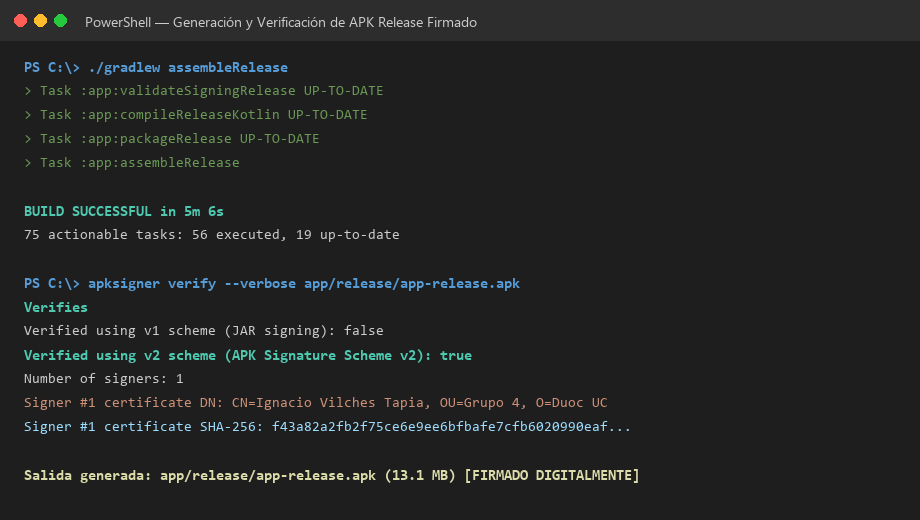 PowerShell — Generación y Verificación de APK Release Firmado
PS C:\> ./gradlew assembleRelease
> Task :app:validateSigningRelease UP-TO-DATE
> Task :app:compileReleaseKotlin UP-TO-DATE
> Task :app:packageRelease UP-TO-DATE
> Task :app:assembleRelease
BUILD SUCCESSFUL in 5m 6s
75 actionable tasks: 56 executed, 19 up-to-date
PS C:\> apksigner verify --verbose app/release/app-release.apk
Verifies
Verified using v1 scheme (JAR signing): false
Verified using v2 scheme (APK Signature Scheme v2): true
Number of signers: 1
Signer #1 certificate DN: CN=Ignacio Vilches Tapia, OU=Grupo 4, O=Duoc UC
Signer #1 certificate SHA-256: f43a82a2fb2f75ce6e9ee6bfbafe7cfb6020990eaf...
Salida generada: app/release/app-release.apk (13.1 MB) [FIRMADO DIGITALMENTE]